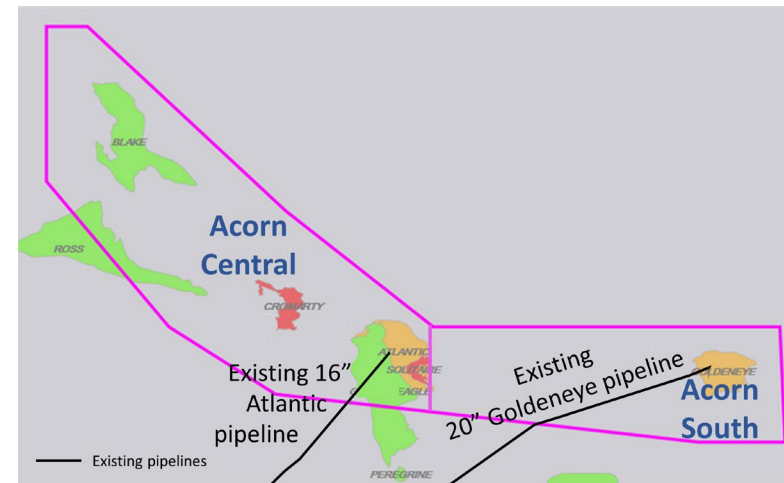 BLAKE
Acorn
Central
ROSS
CROMARTY
ATLANTIC
SOLITAIRE
EAGLE
Existing 16”
Atlantic
pipeline
Existing
20” Goldeneye pipeline
GOLDENEYE
Acorn
South
PEREGRINE
Existing pipelines